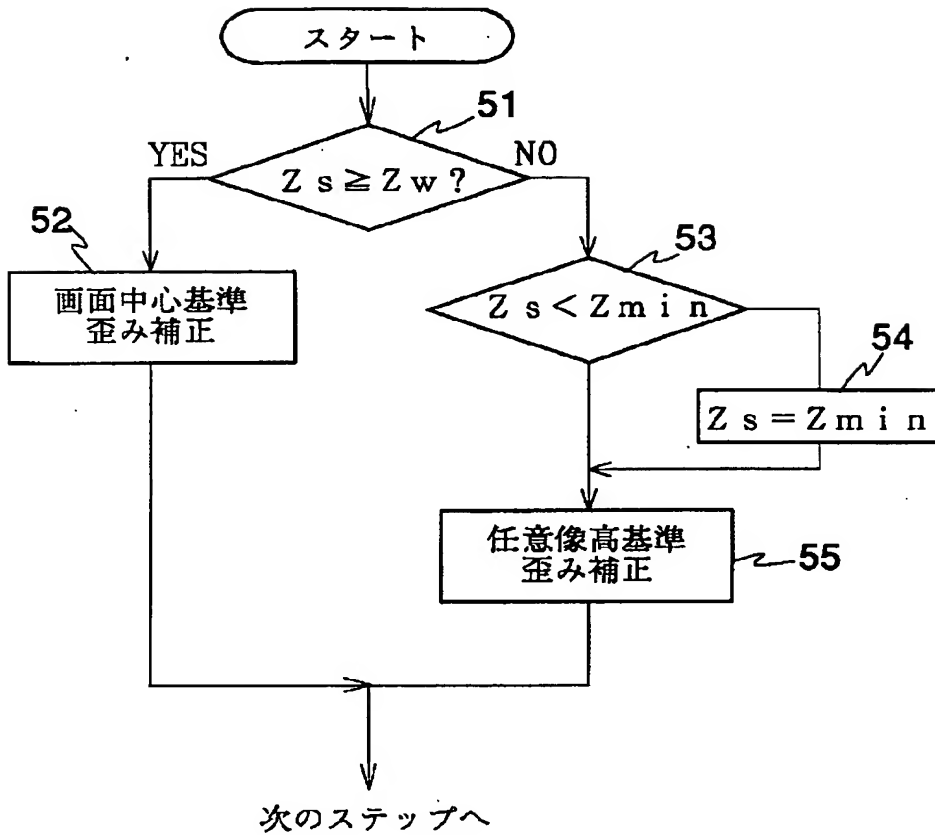 スタート
51
YES
Zs≧Zw?
NO
52
画面中心基準
歪み補正
53
Zs<Zmin
54
Zs=Zmin
任意像高基準
歪み補正
55
次のステップへ